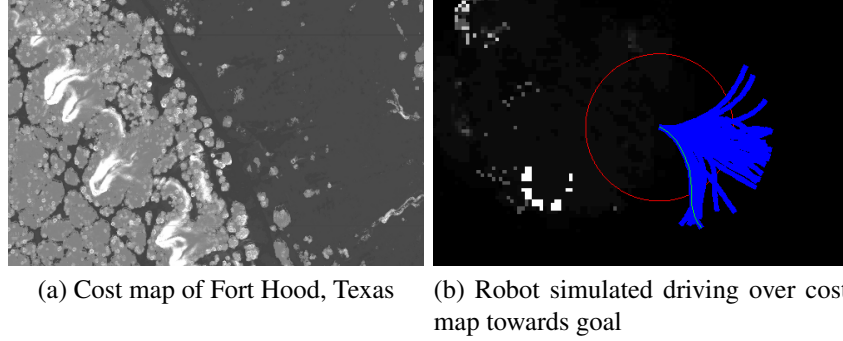 (a) Cost map of Fort Hood, Texas
(b) Robot simulated driving over cost
map towards goal